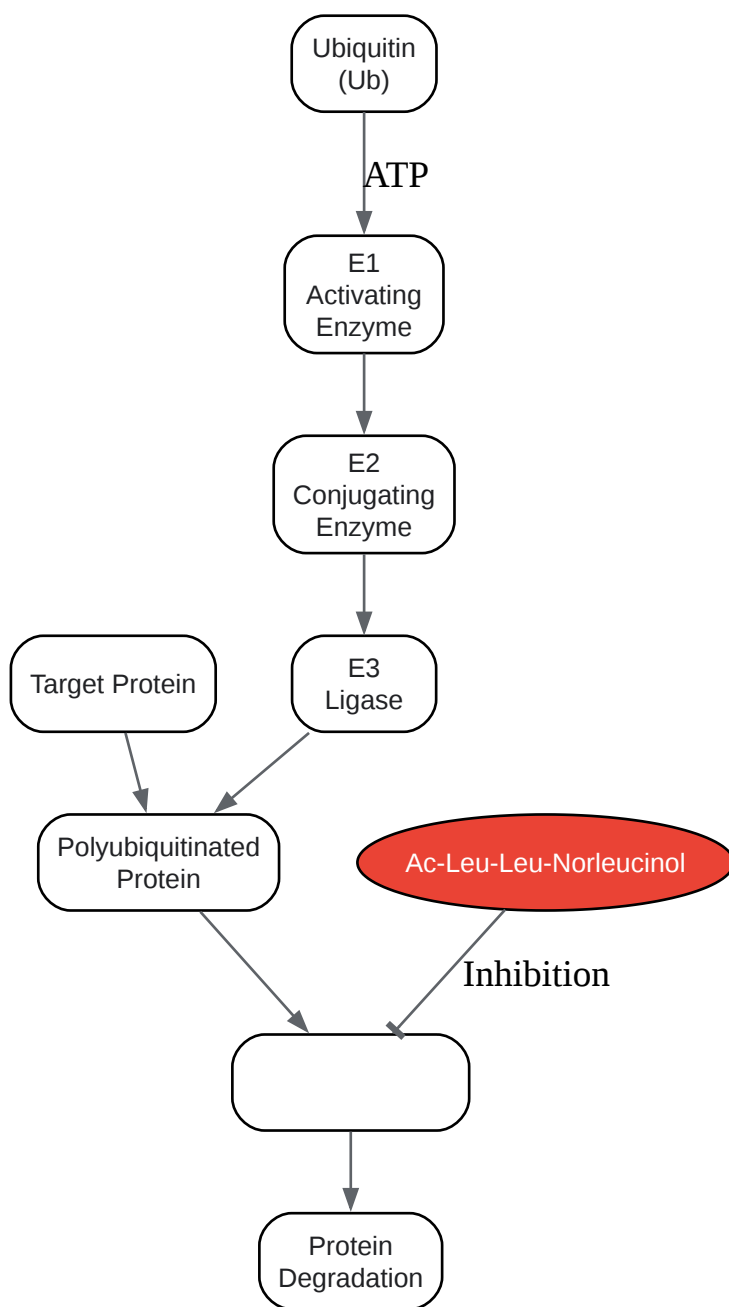 Ubiquitin
(Ub)
ATP
E1
Activating
Enzyme
E2
Conjugating
Enzyme
Target Protein
E3
Ligase
Polyubiquitinated
Protein
Ac-Leu-Leu-Norleucinol
Inhibition
Protein
Degradation